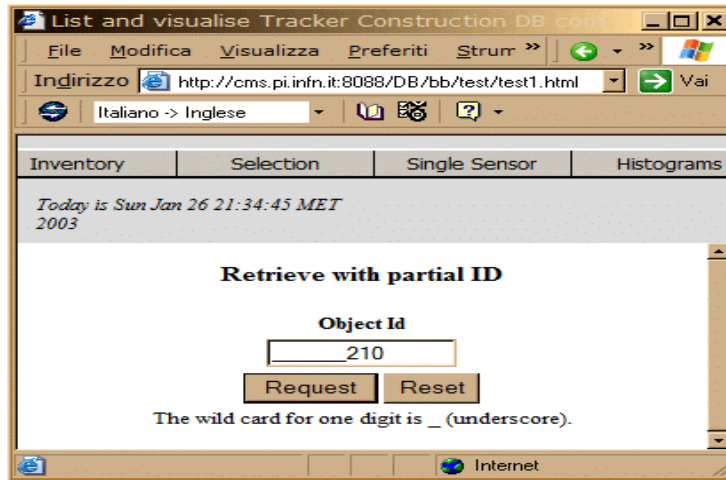 List and visualise Tracker Construction DB con
File Modifica Visualizza Preferiti Strum »
Indirizzo http://cms.pi.infn.it:8088/DB/bb/test/test1.html Vai
Italiano -> Inglese
Inventory Selection Single Sensor Histograms
Today is Sun Jan 26 21:34:45 MET
2003
Retrieve with partial ID
Object Id
_______210
Request Reset
The wild card for one digit is _ (underscore).
Internet